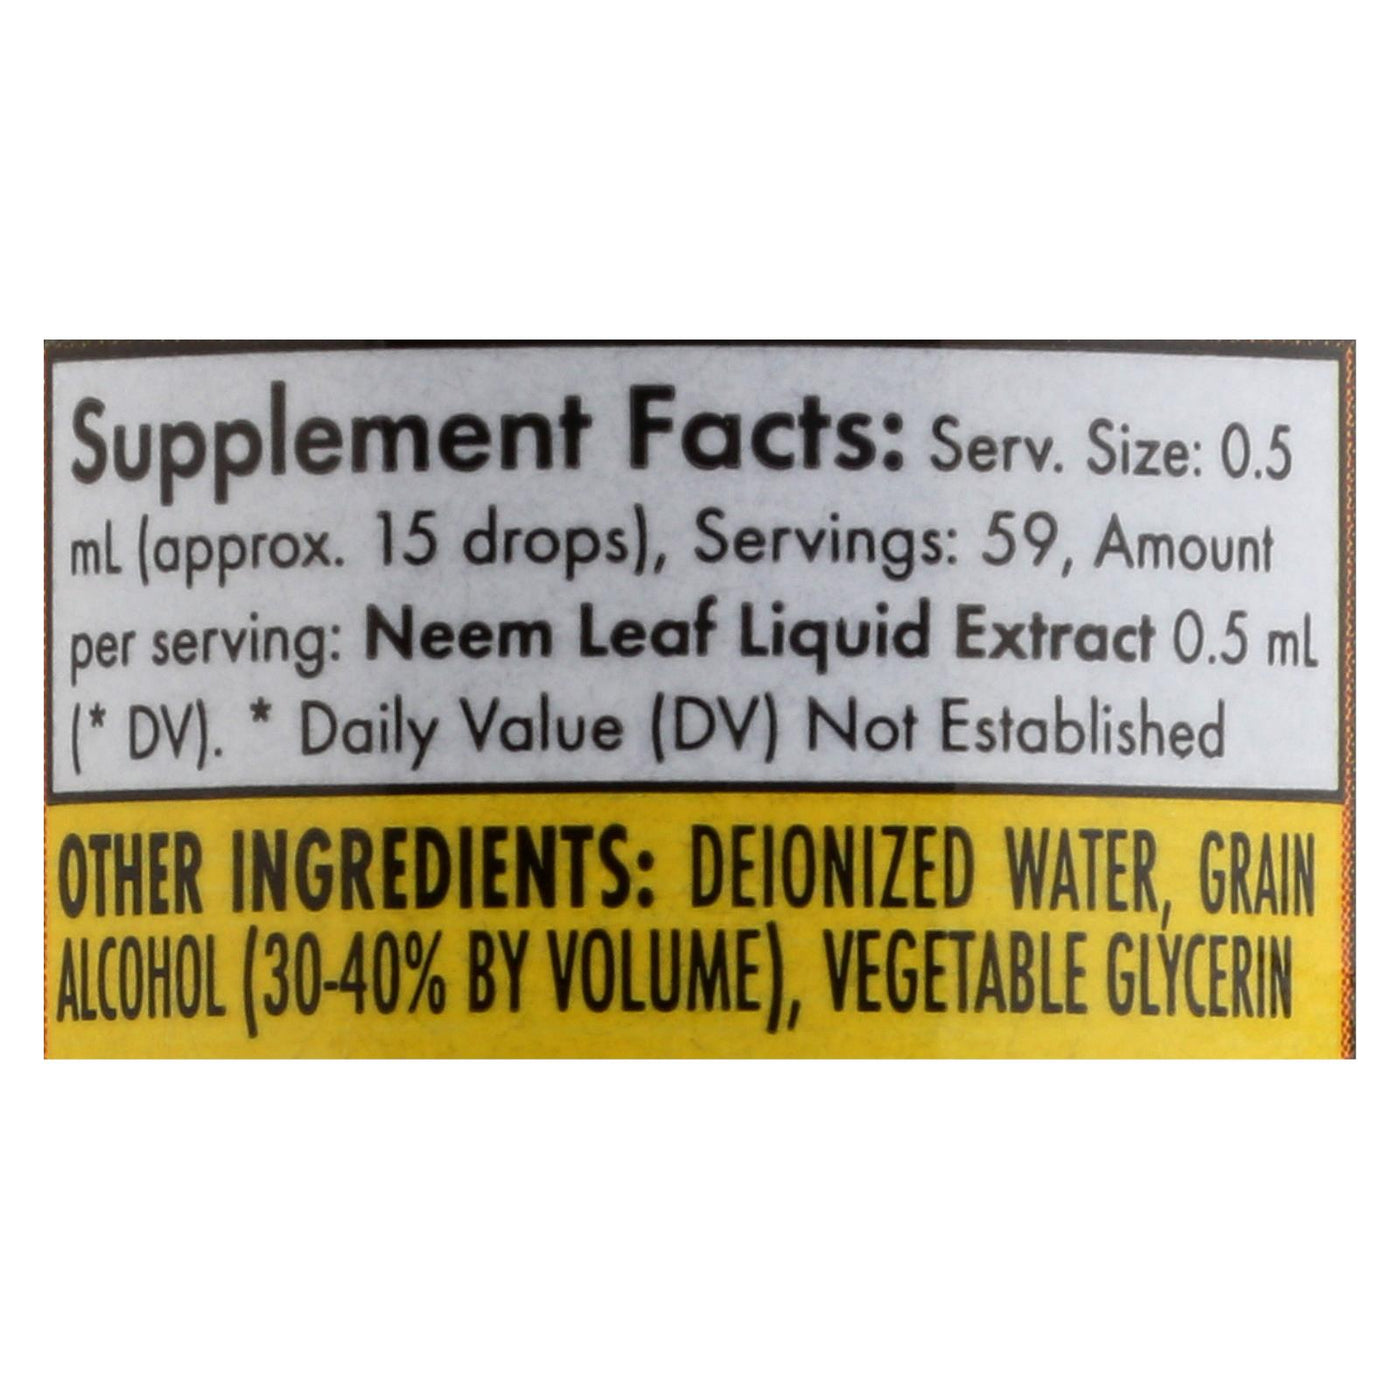 Supplement Facts: Serv. Size: 0.5
mL (approx. 15 drops), Servings: 59, Amount
per serving: Neem Leaf Liquid Extract 0.5 mL
(* DV). * Daily Value (DV) Not Established
OTHER INGREDIENTS: DEIONIZED WATER, GRAIN
ALCOHOL (30-40% BY VOLUME), VEGETABLE GLYCERIN